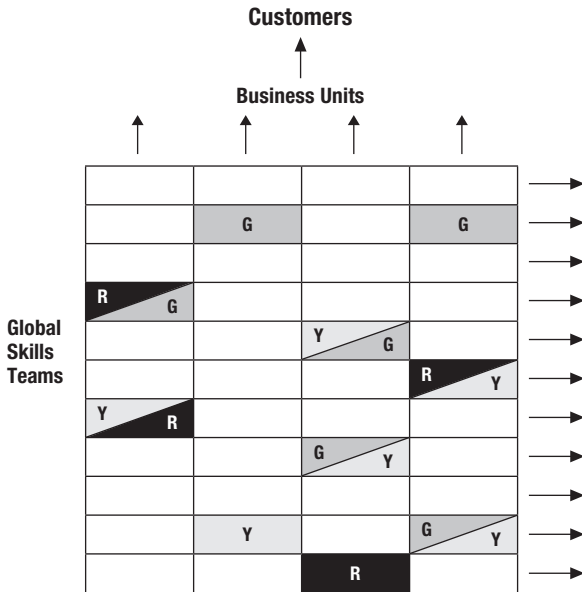 Customers
Business Units
G G
R G
Global
Skills
Teams
Y G
R Y
Y R
G Y
Y G Y
R